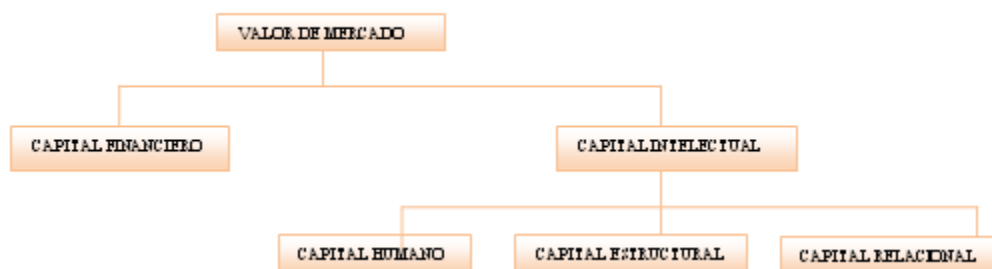 VALOR DE MERCADO
CAPITAL FINANCIERO
CAPITAL INTELECTUAL
CAPITAL HUMANO
CAPITAL ESTRUCTURAL
CAPITAL RELACIONAL